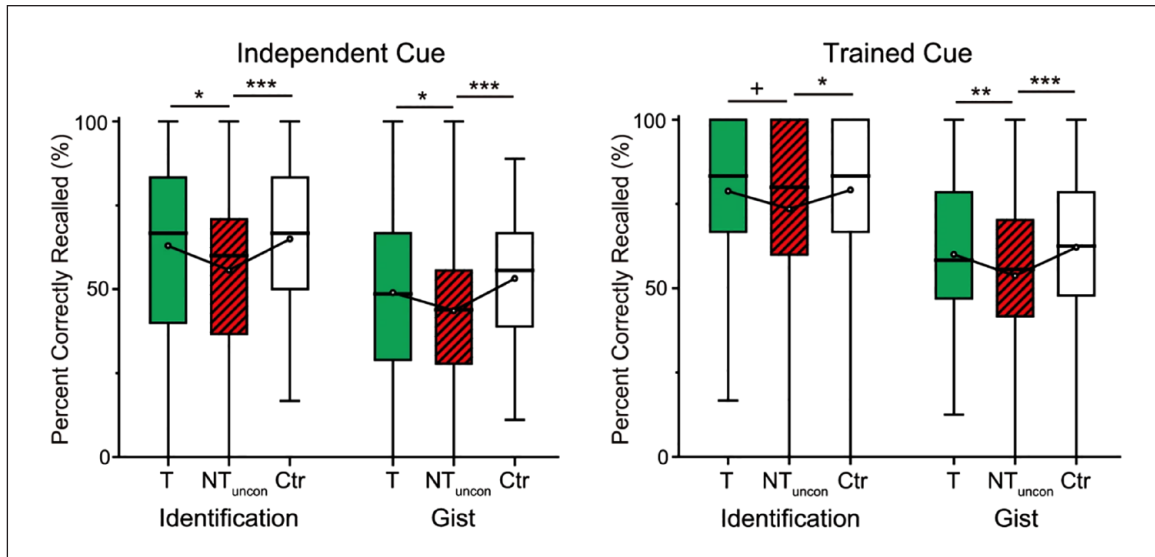 Independent Cue
* ***
* ***
Percent Correctly Recalled (%)
100
50
0
T NTuncon Ctr
T NTuncon Ctr
Identification
Gist
Trained Cue
+ *
** ***
Percent Correctly Recalled (%)
100
50
0
T NTuncon Ctr
T NTuncon Ctr
Identification
Gist